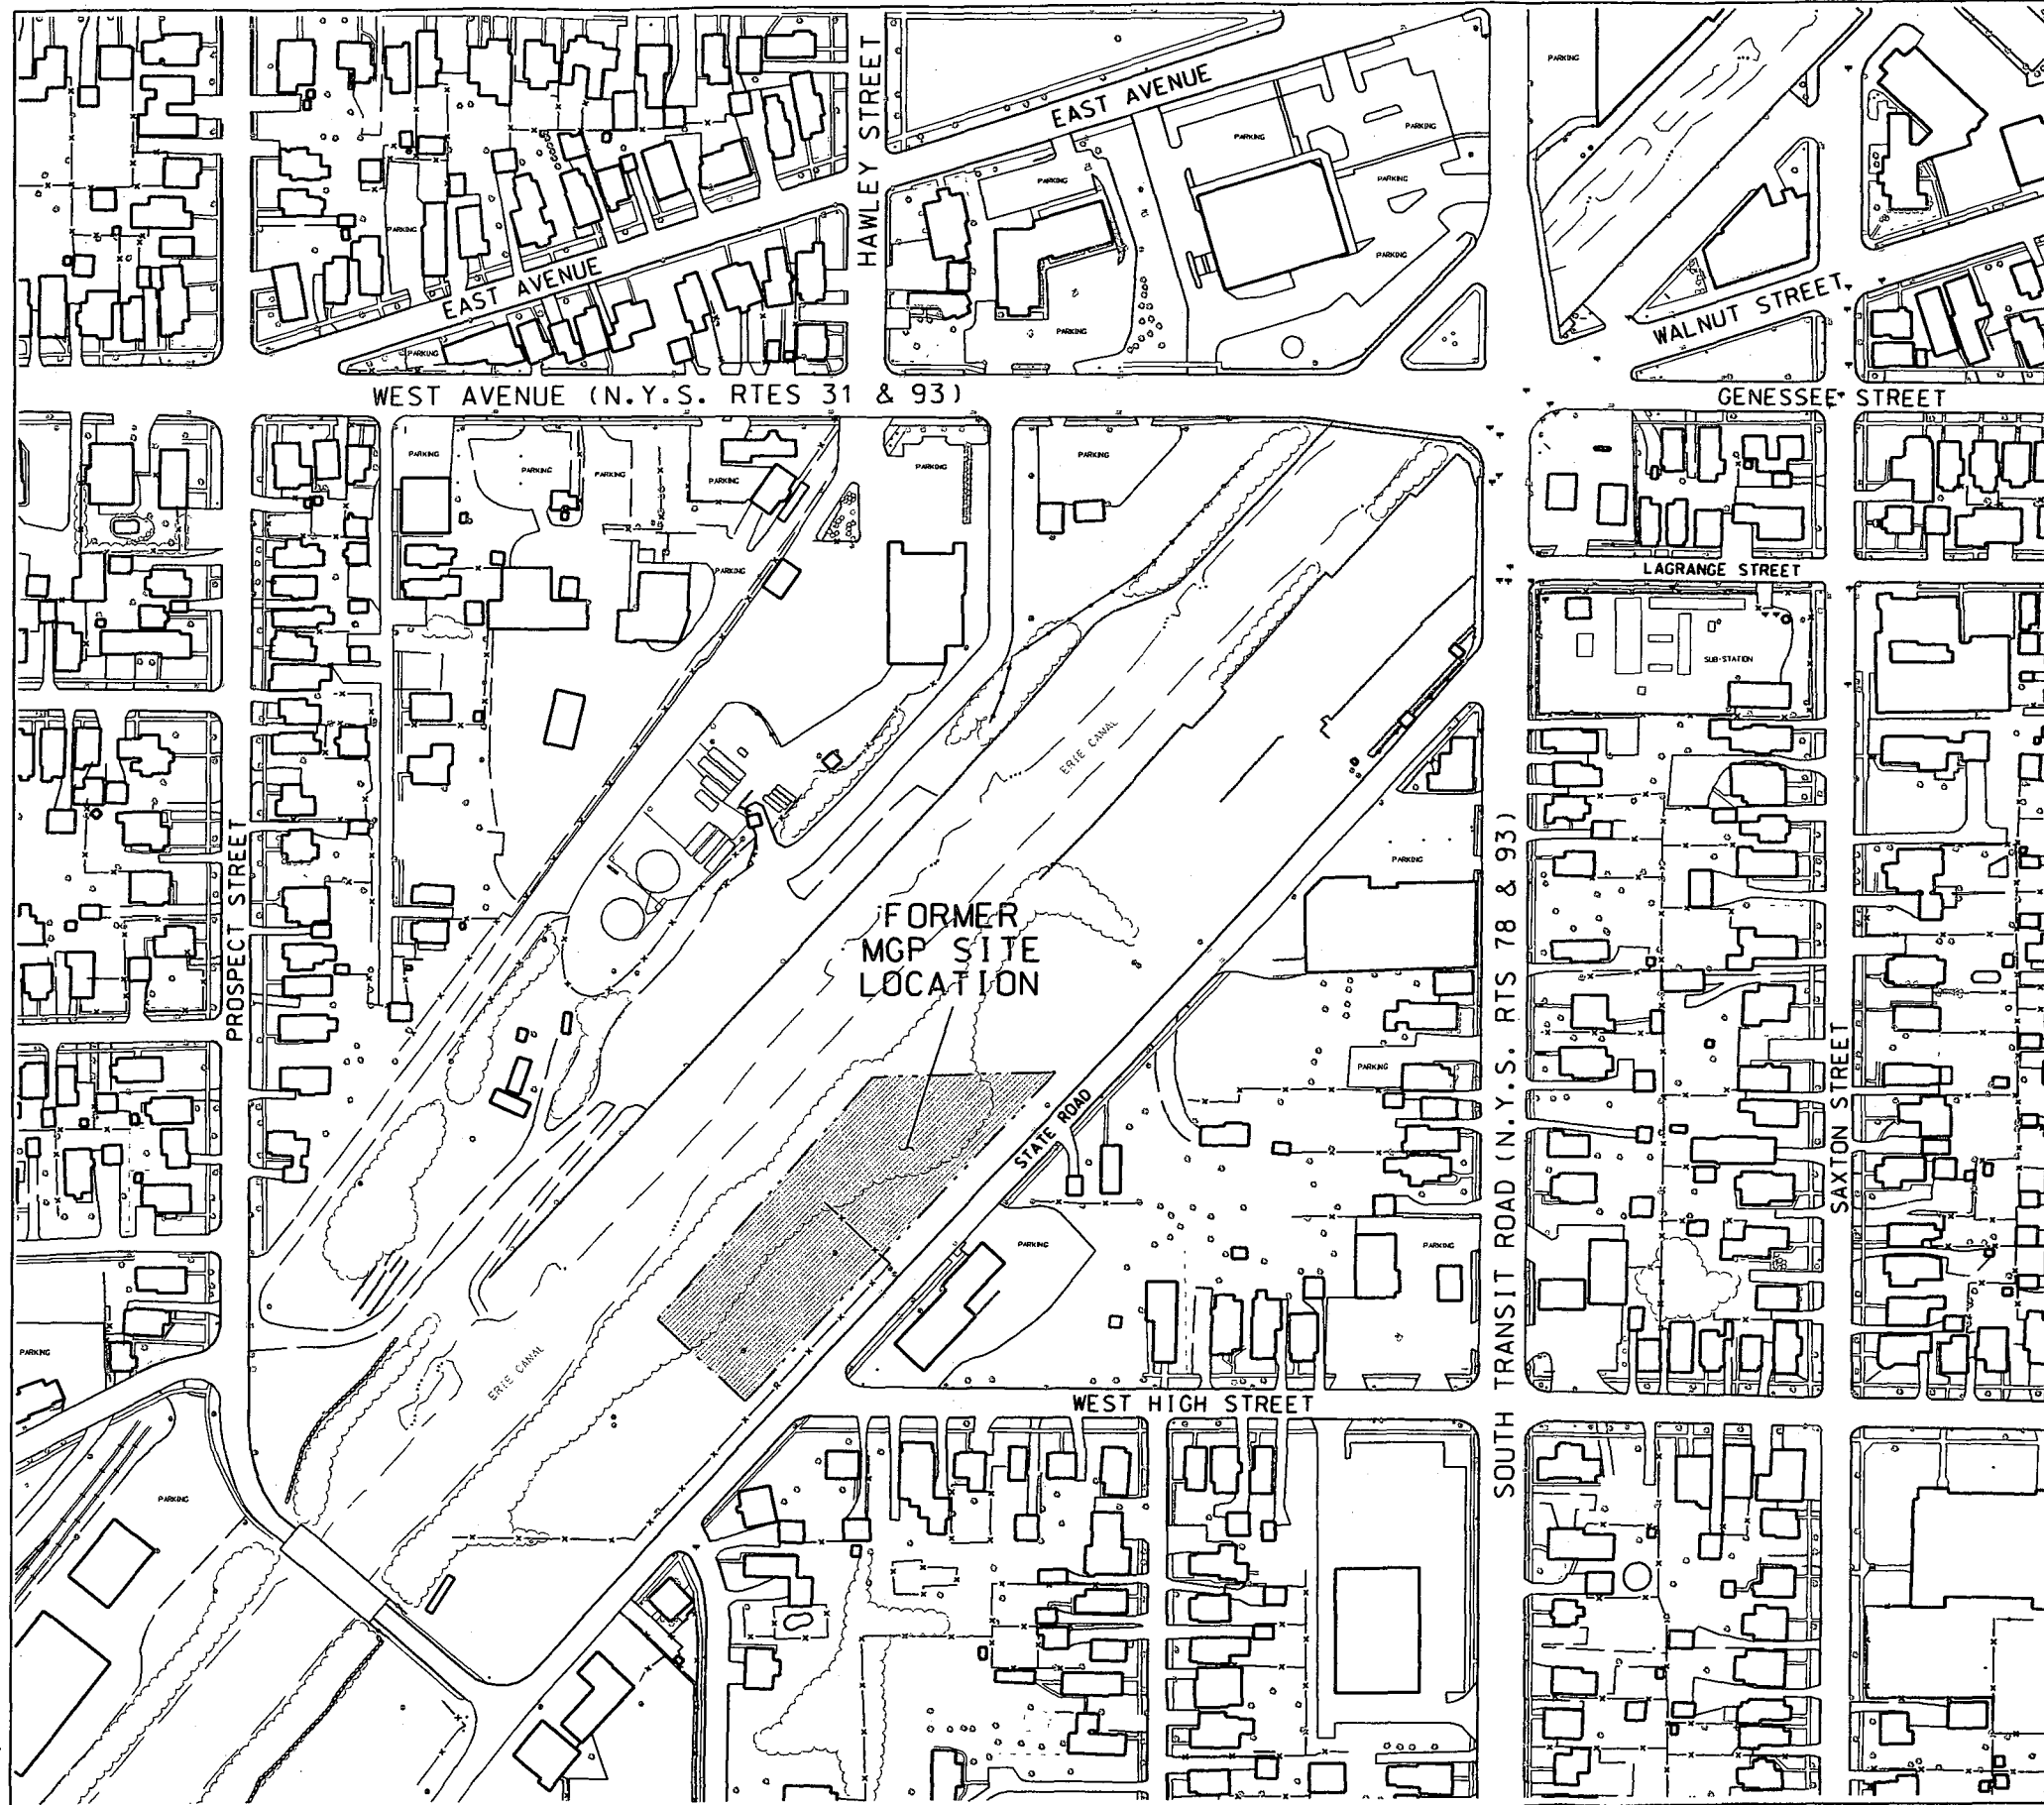 PARKING
HAWLEY STREET
EAST AVENUE
PARKING
PARKING
PARKING
PARKING
PARKING
PARKING
EAST AVENUE
PARKING
PARKING
PARKING
WALNUT STREET
WEST AVENUE (N.Y.S. RTES 31 & 93)
GENESSEE STREET
PARKING
PARKING
PARKING
PARKING
PARKING
PARKING
PARKING
LAGRANGE STREET
SUB-STATION
ERIE CANAL
PROSPECT STREET
PARKING
FORMER
MGP SITE
LOCATION
SOUTH TRANSIT ROAD (N.Y.S. RTS 78 & 93)
SAXTON STREET
PARKING
STATE ROAD
PARKING
PARKING
PARKING
ERIE CANAL
WEST HIGH STREET
PARKING